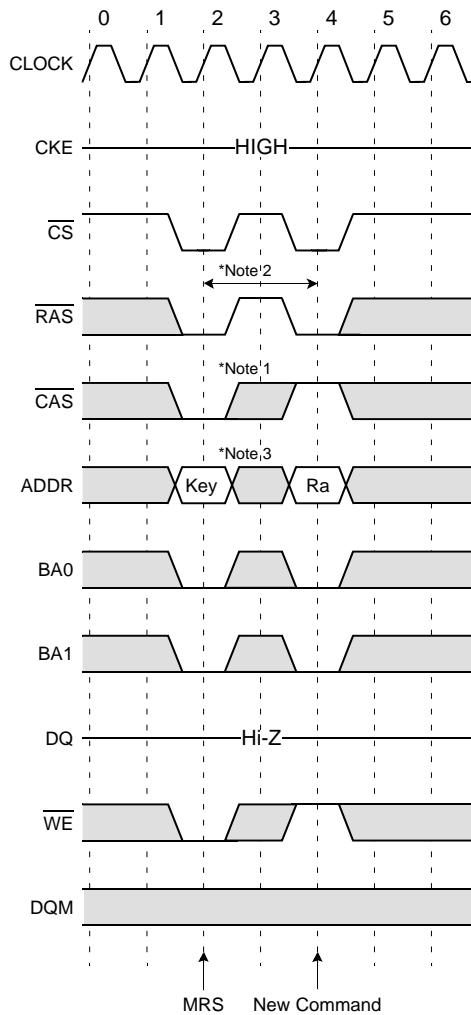 0 1 2 3 4 5 6
CLOCK
CKE HIGH
CS
*Note 2
RAS
*Note 1
CAS
*Note 3
ADDR Key Ra
BA0
BA1
DQ Hi-Z
WE
DQM
MRS New Command